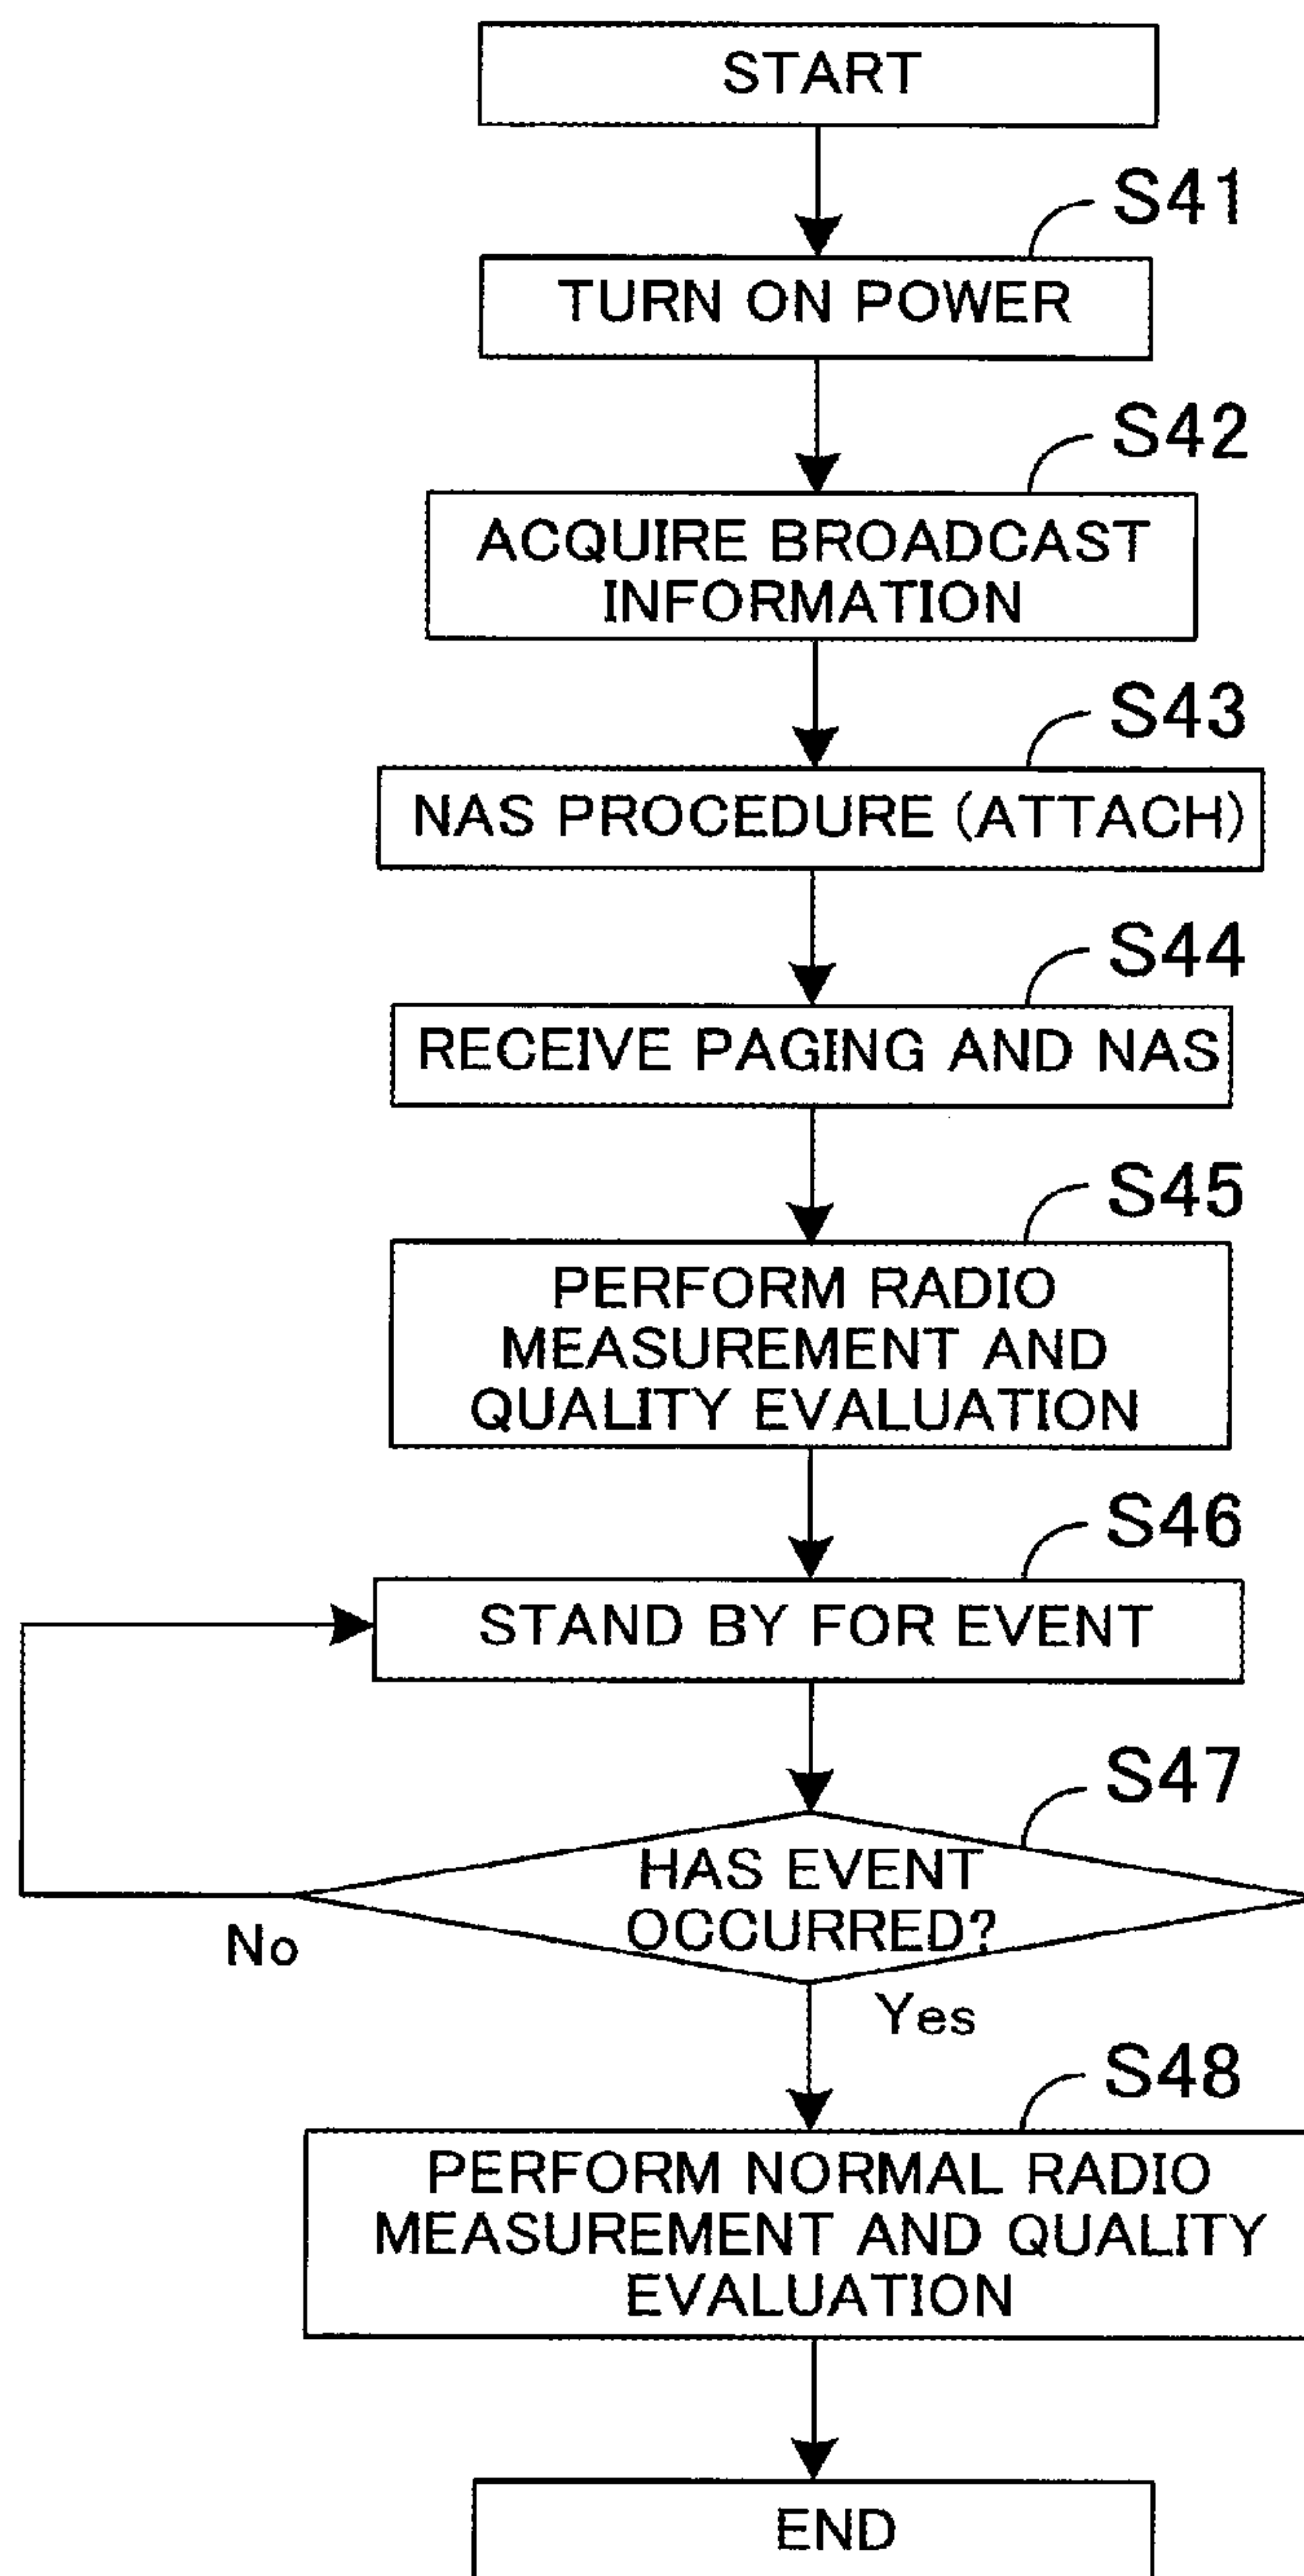 START
S41
TURN ON POWER
S42
ACQUIRE BROADCAST
INFORMATION
S43
NAS PROCEDURE (ATTACH)
S44
RECEIVE PAGING AND NAS
S45
PERFORM RADIO
MEASUREMENT AND
QUALITY EVALUATION
S46
STAND BY FOR EVENT
S47
HAS EVENT
OCCURRED?
No
Yes
S48
PERFORM NORMAL RADIO
MEASUREMENT AND QUALITY
EVALUATION
END